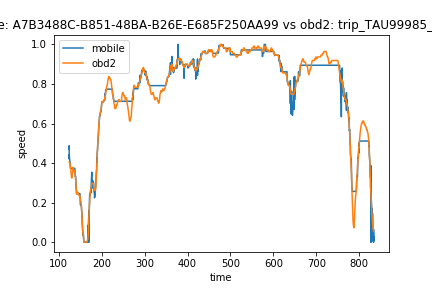 e: A7B3488C-B851-48BA-B26E-E685F250AA99 vs obd2: trip_TAU99985_
mobile
obd2
1.0
0.8
0.6
0.4
0.2
0.0
speed
100 200 300 400 500 600 700 800
time